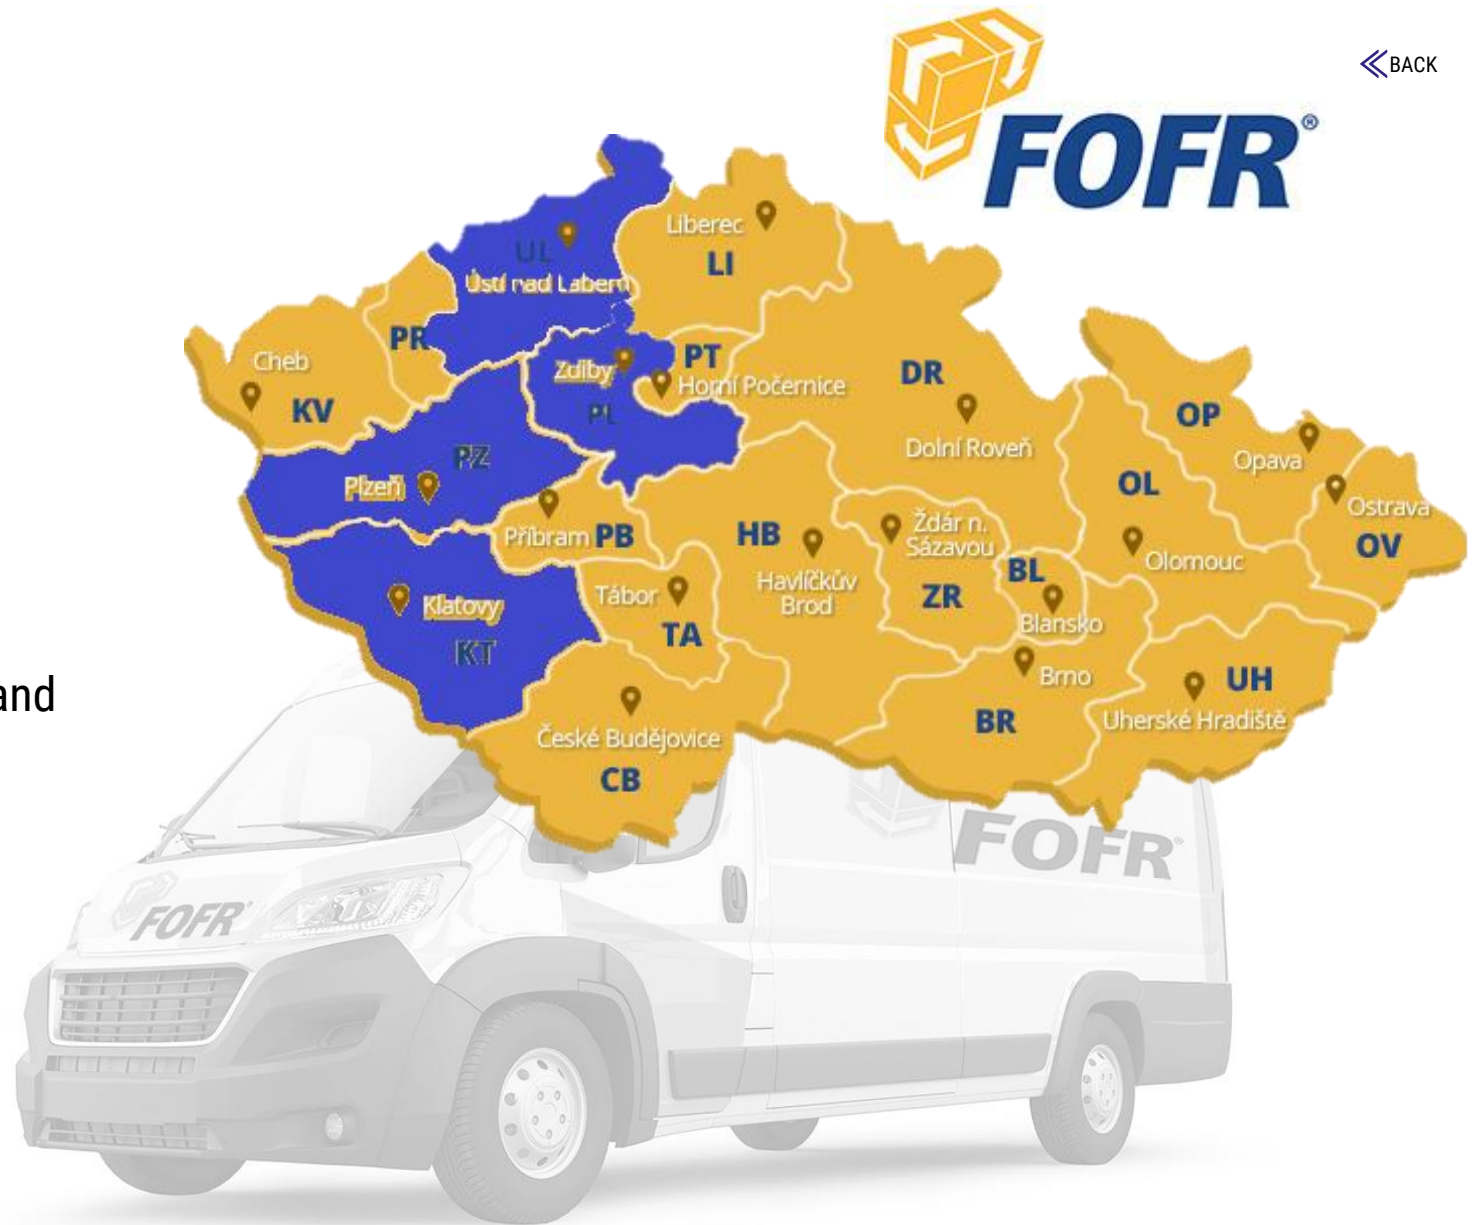 BACK
FOFR®
Liberec
LI
UL
Ústí nad Labem
PR
Cheb
KV
Zdiby
PL
PT
Horní Počernice
DR
Dolní Roveň
OP
Opava
OL
Olomouc
Ostrava
OV
PZ
Plzeň
Příbram PB
HB
Havlíčkův
Brod
Ždár n.
Sázavou
ZR
BL
Blansko
Tábor
TA
Klatovy
KT
Brno
BR
UH
Uherské Hradiště
České Budějovice
CB
and
FOFR®
FOFR